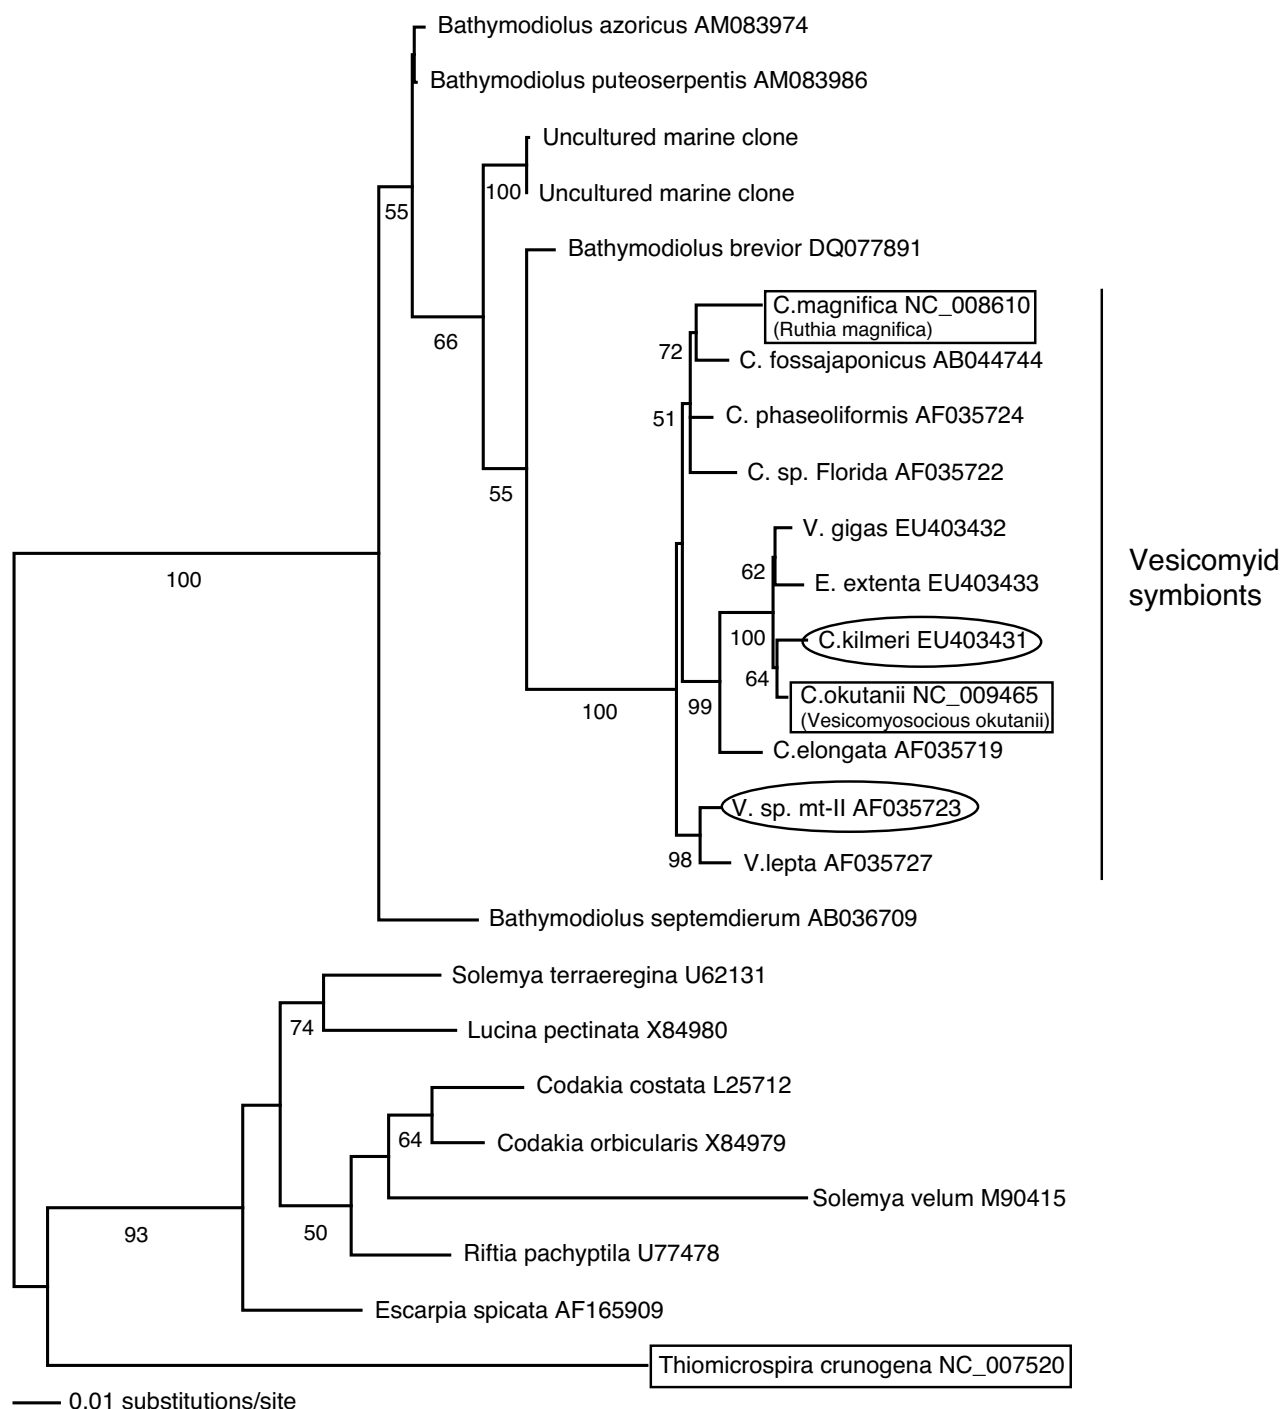 Bathymodiolus azoricus AM083974
Bathymodiolus puteoserpentis AM083986
Uncultured marine clone
100
Uncultured marine clone
55
Bathymodiolus brevior DQ077891
C.magnifica NC_008610
(Ruthia magnifica)
66
72
C. fossajaponicus AB044744
51
C. phaseoliformis AF035724
C. sp. Florida AF035722
55
V. gigas EU403432
62
E. extenta EU403433
Vesicomyid
symbionts
100
100
C.kilmeri EU403431
64
C.okutanii NC_009465
(Vesicomyosocious okutanii)
100
99
C.elongata AF035719
V. sp. mt-II AF035723
98
V.lepta AF035727
Bathymodiolus septemdierum AB036709
Solemya terraeregina U62131
74
Lucina pectinata X84980
Codakia costata L25712
64
Codakia orbicularis X84979
Solemya velum M90415
93
50
Riftia pachyptila U77478
Escarpia spicata AF165909
Thiomicrospira crunogena NC_007520
0.01 substitutions/site